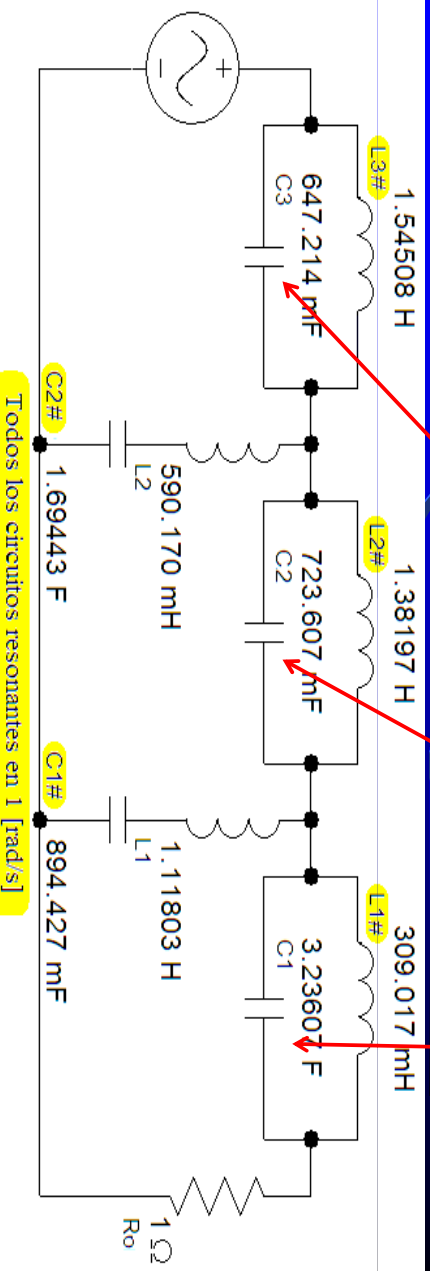 1.54508 H
L3#
647.214 mF
C3
1.38197 H
L2#
723.607 mF
C2
309.017 mH
L1#
3.23607 F
C1
590.170 mH
L2
C2#
1.69443 F
1.11803 H
L1
C1#
894.427 mF
1 Ω
Ro
+
-
Todos los circuitos resonantes en 1 [rad/s]